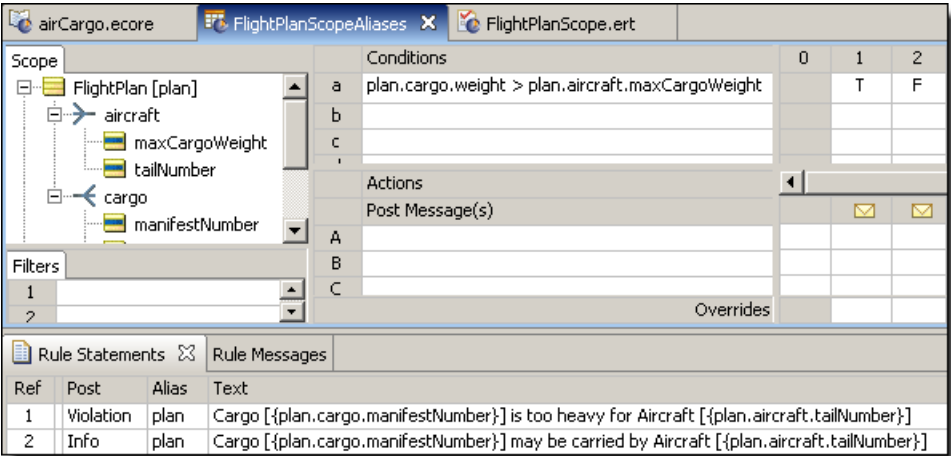 airCargo.ecore FlightPlanScopeAliases FlightPlanScope.ert
Scope Conditions 0 1 2
FlightPlan [plan] a plan.cargo.weight > plan.aircraft.maxCargoWeight T F
aircraft b
maxCargoWeight c
tailNumber
cargo Actions
manifestNumber Post Message(s)
A
Filters B
1 C
2 Overrides
Rule Statements Rule Messages
Ref Post Alias Text
1 Violation plan Cargo [{plan.cargo.manifestNumber}] is too heavy for Aircraft [{plan.aircraft.tailNumber}]
2 Info plan Cargo [{plan.cargo.manifestNumber}] may be carried by Aircraft [{plan.aircraft.tailNumber}]